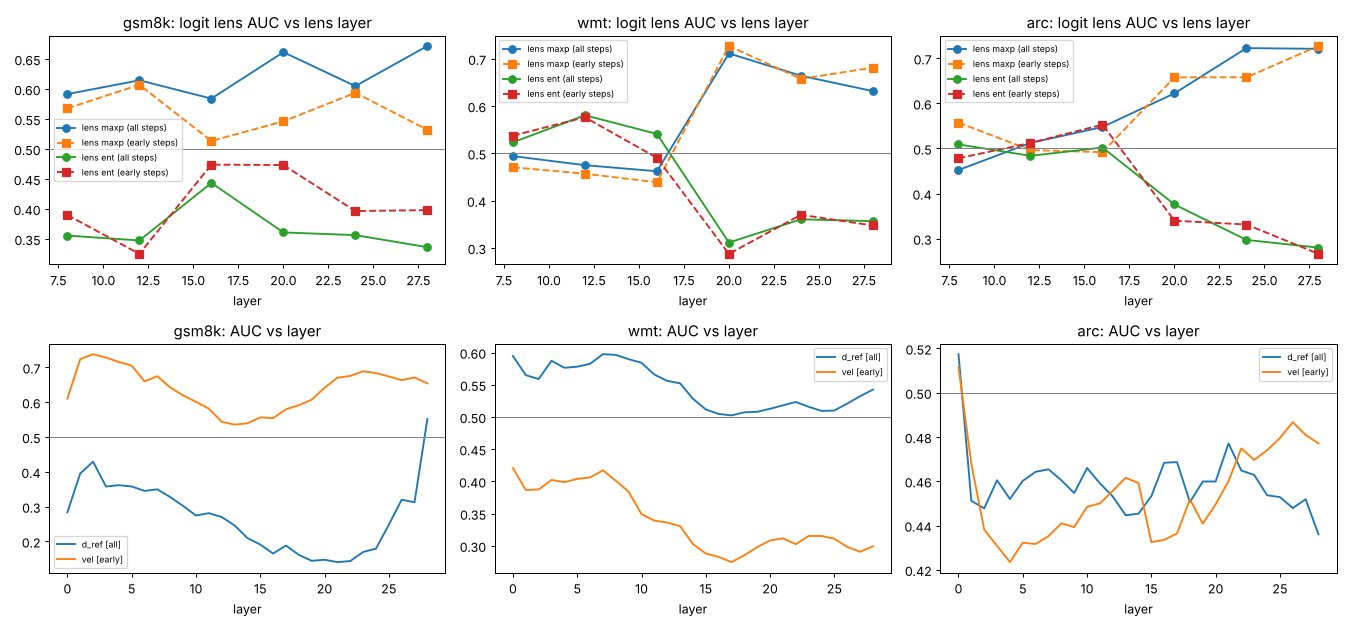 gsm8k: logit lens AUC vs lens layer
0.65
0.60
0.55
0.50
0.45
0.40
0.35
lens maxp (all steps)
lens maxp (early steps)
lens ent (all steps)
lens ent (early steps)
7.5 10.0 12.5 15.0 17.5 20.0 22.5 25.0 27.5
layer
wmt: logit lens AUC vs lens layer
0.7
0.6
0.5
0.4
0.3
lens maxp (all steps)
lens maxp (early steps)
lens ent (all steps)
lens ent (early steps)
7.5 10.0 12.5 15.0 17.5 20.0 22.5 25.0 27.5
layer
arc: logit lens AUC vs lens layer
0.7
0.6
0.5
0.4
0.3
lens maxp (all steps)
lens maxp (early steps)
lens ent (all steps)
lens ent (early steps)
7.5 10.0 12.5 15.0 17.5 20.0 22.5 25.0 27.5
layer
gsm8k: AUC vs layer
0.7
0.6
0.5
0.4
0.3
0.2
d_ref [all]
vel [early]
0 5 10 15 20 25
layer
wmt: AUC vs layer
0.60
0.55
0.50
0.45
0.40
0.35
0.30
d_ref [all]
vel [early]
0 5 10 15 20 25
layer
arc: AUC vs layer
0.52
0.50
0.48
0.46
0.44
0.42
d_ref [all]
vel [early]
0 5 10 15 20 25
layer